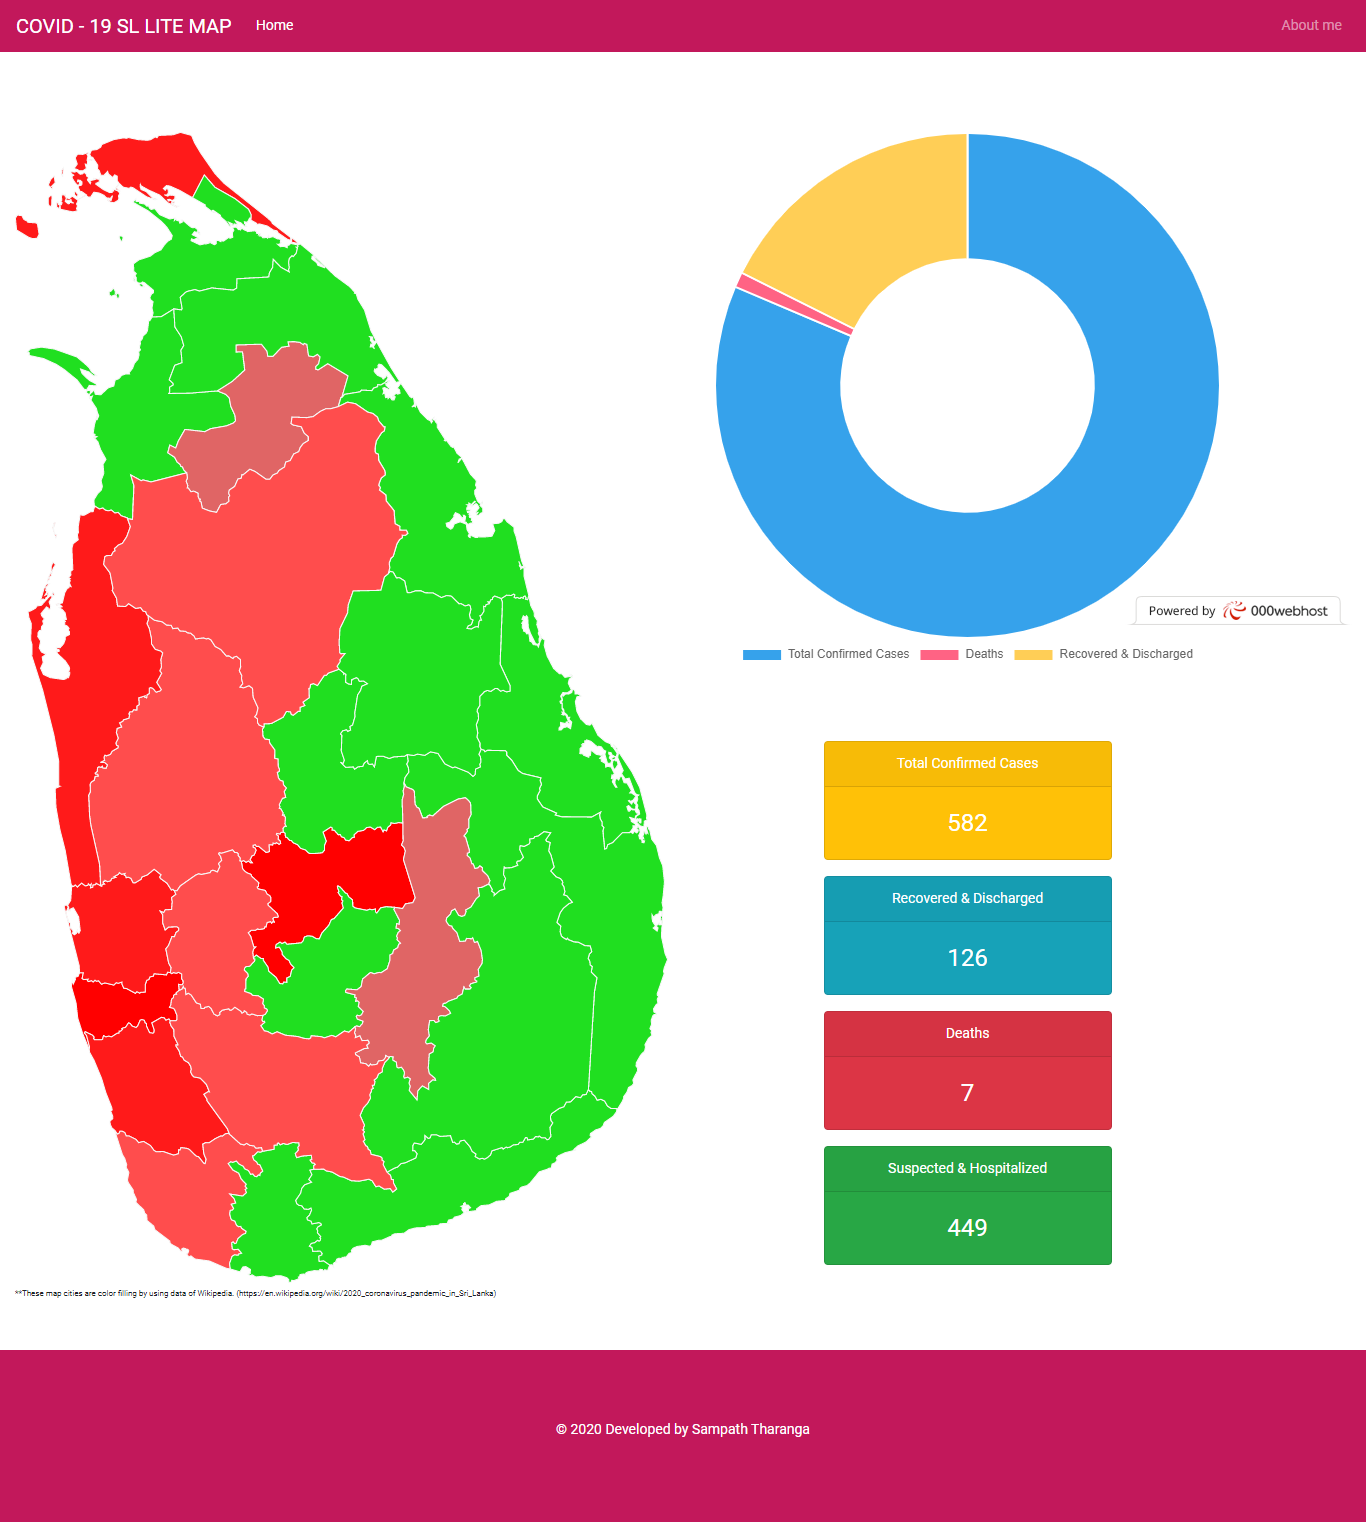 COVID - 19 SL LITE MAP
Home
About me
Powered by 000webhost
Total Confirmed Cases
Deaths
Recovered & Discharged
Total Confirmed Cases
582
Recovered & Discharged
126
Deaths
7
Suspected & Hospitalized
449
**These map cities are color filling by using data of Wikipedia. (https://en.wikipedia.org/wiki/2020_coronavirus_pandemic_in_Sri_Lanka)
© 2020 Developed by Sampath Tharanga